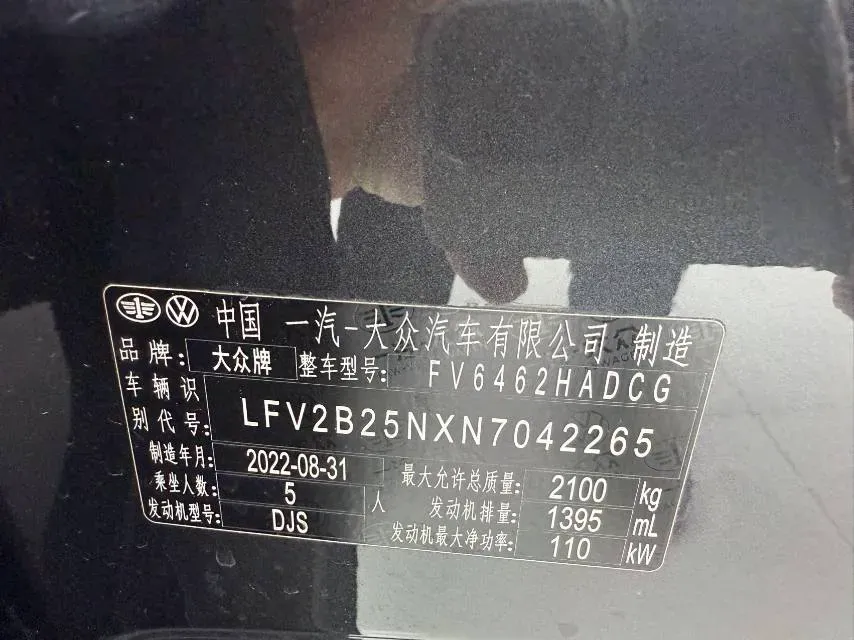 中国 一汽-大众汽车有限公司 制造
品牌: 大众牌 整车型号: FV6462HADCG
车辆识别代号: LFV2B25NXN7042265
制造年月: 2022-08-31 最大允许总质量: 2100 kg
乘坐人数: 5 人 发动机排量: 1395 mL
发动机型号: DJS 发动机最大净功率: 110 kW